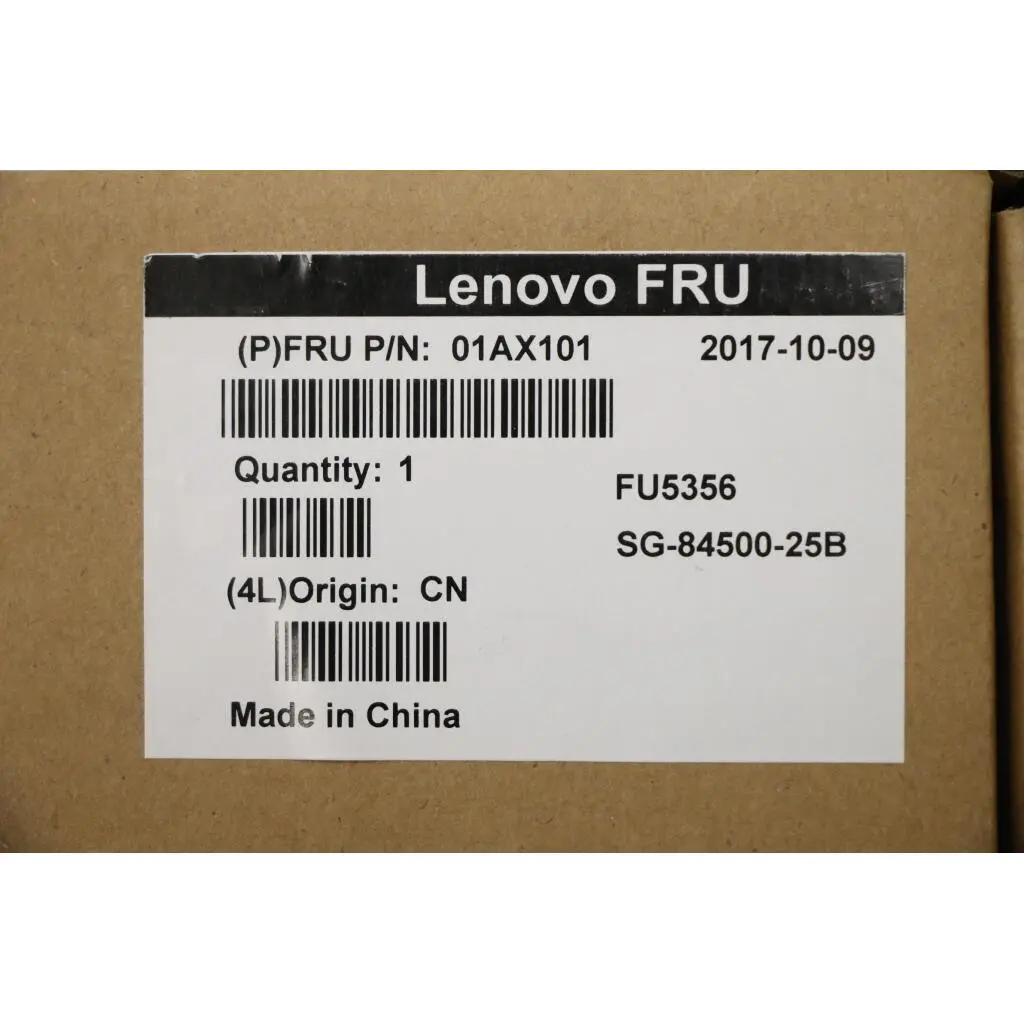 Lenovo FRU
(P)FRU P/N: 01AX101 2017-10-09
Quantity: 1
FU5356
SG-84500-25B
(4L)Origin: CN
Made in China